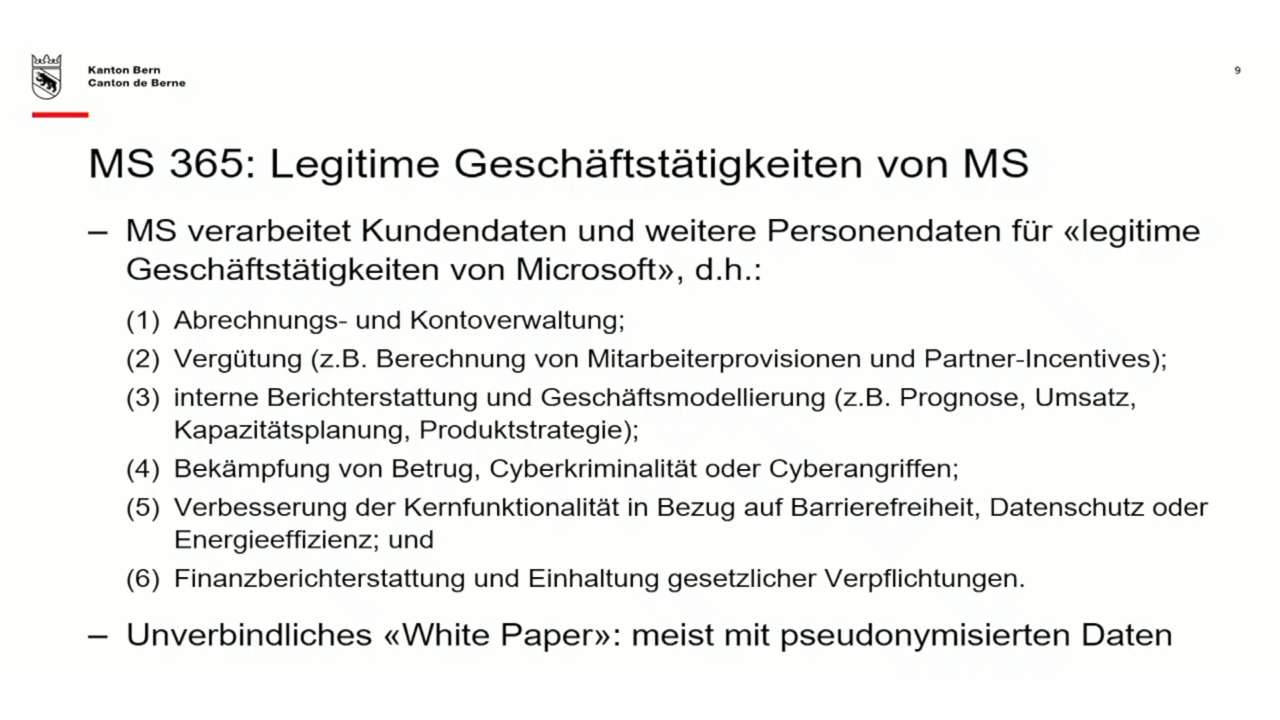 Kanton Bern
Canton de Berne
9
MS 365: Legitime Geschäftstätigkeiten von MS
– MS verarbeitet Kundendaten und weitere Personendaten für «legitime
Geschäftstätigkeiten von Microsoft», d.h.:
(1) Abrechnungs- und Kontoverwaltung;
(2) Vergütung (z.B. Berechnung von Mitarbeiterprovisionen und Partner-Incentives);
(3) interne Berichterstattung und Geschäftsmodellierung (z.B. Prognose, Umsatz,
Kapazitätsplanung, Produktstrategie);
(4) Bekämpfung von Betrug, Cyberkriminalität oder Cyberangriffen;
(5) Verbesserung der Kernfunktionalität in Bezug auf Barrierefreiheit, Datenschutz oder
Energieeffizienz; und
(6) Finanzberichterstattung und Einhaltung gesetzlicher Verpflichtungen.
– Unverbindliches «White Paper»: meist mit pseudonymisierten Daten